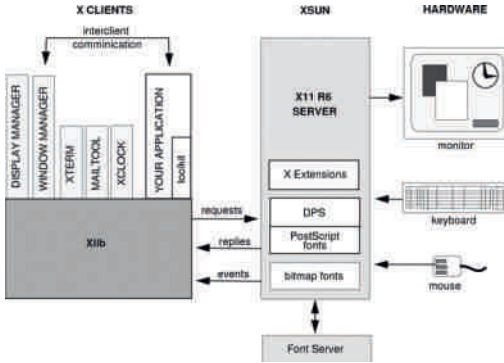 X CLIENTS
XSUN
HARDWARE
interclient
comminication
DISPLAY MANAGER
WINDOW MANAGER
XTERM
MAILTOOL
XCLOCK
YOUR APPLICATION
toolkit
X11 R6
SERVER
monitor
X Extensions
keyboard
Xlib
requests
DPS
replies
PostScript
fonts
events
bitmap fonts
mouse
Font Server